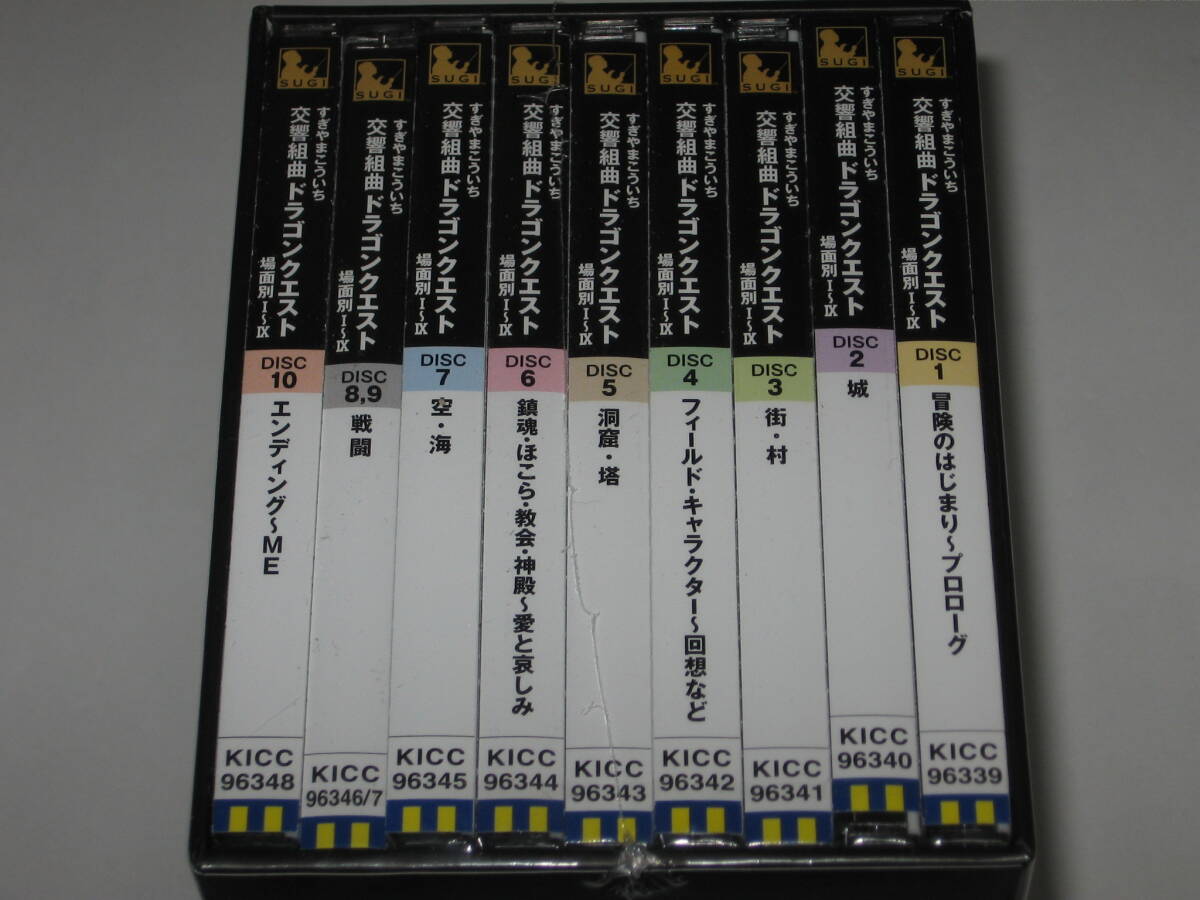 SUGI
すぎやまこういち
交響組曲 ドラゴンクエスト
場面別 I~IX
DISC
10
エンディング~ME
KICC
96348
SUGI
すぎやまこういち
交響組曲 ドラゴンクエスト
場面別 I~IX
DISC
8,9
戦闘
KICC
96346/7
SUGI
すぎやまこういち
交響組曲 ドラゴンクエスト
場面別 I~IX
DISC
7
空・海
KICC
96345
SUGI
すぎやまこういち
交響組曲 ドラゴンクエスト
場面別 I~IX
DISC
6
鎮魂・ほこら・教会・神殿~愛と哀しみ
KICC
96344
SUGI
すぎやまこういち
交響組曲 ドラゴンクエスト
場面別 I~IX
DISC
5
洞窟・塔
KICC
96343
SUGI
すぎやまこういち
交響組曲 ドラゴンクエスト
場面別 I~IX
DISC
4
フィールド・キャラクター~回想など
KICC
96342
SUGI
すぎやまこういち
交響組曲 ドラゴンクエスト
場面別 I~IX
DISC
3
街・村
KICC
96341
SUGI
すぎやまこういち
交響組曲 ドラゴンクエスト
場面別 I~IX
DISC
2
城
KICC
96340
SUGI
すぎやまこういち
交響組曲 ドラゴンクエスト
場面別 I~IX
DISC
1
冒険のはじまり~プロローグ
KICC
96339